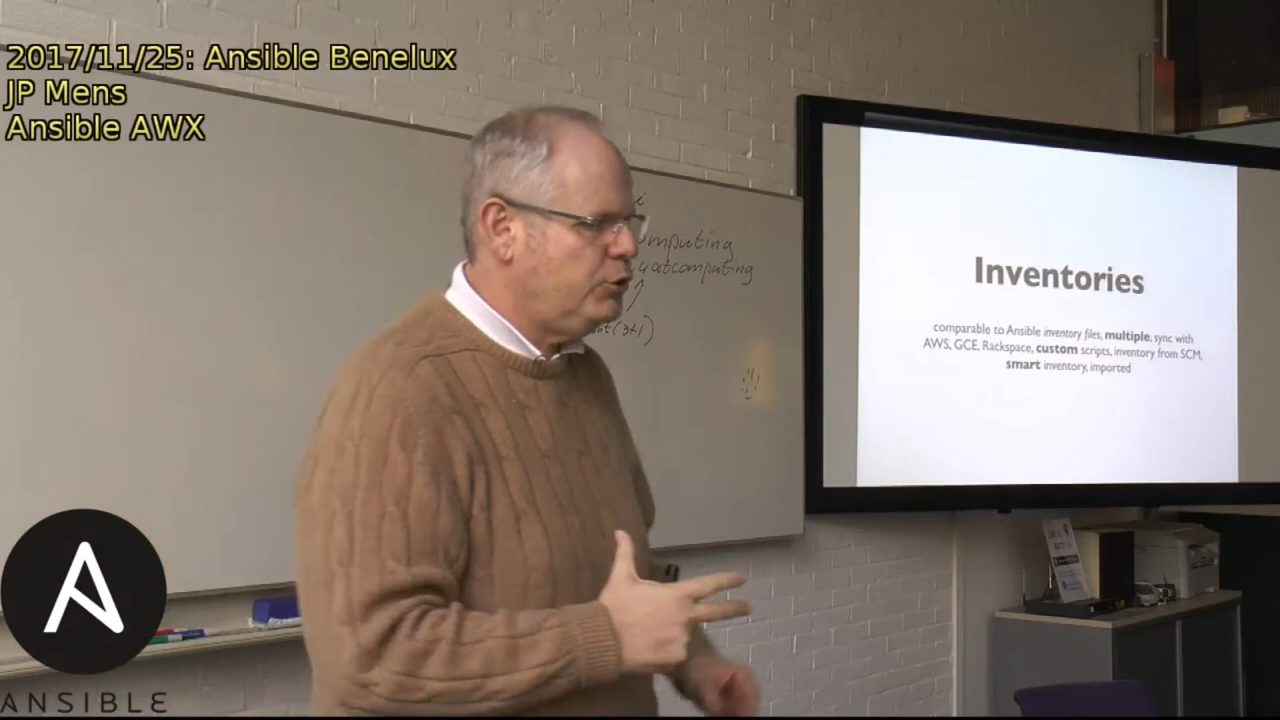 2017/11/25: Ansible Benelux
JP Mens
Ansible AWX
Inventories
comparable to Ansible inventory files, multiple, sync with
AWS, GCE, Rackspace, custom scripts, inventory from SCM,
smart inventory, imported
atcomputing
ANSIBLE